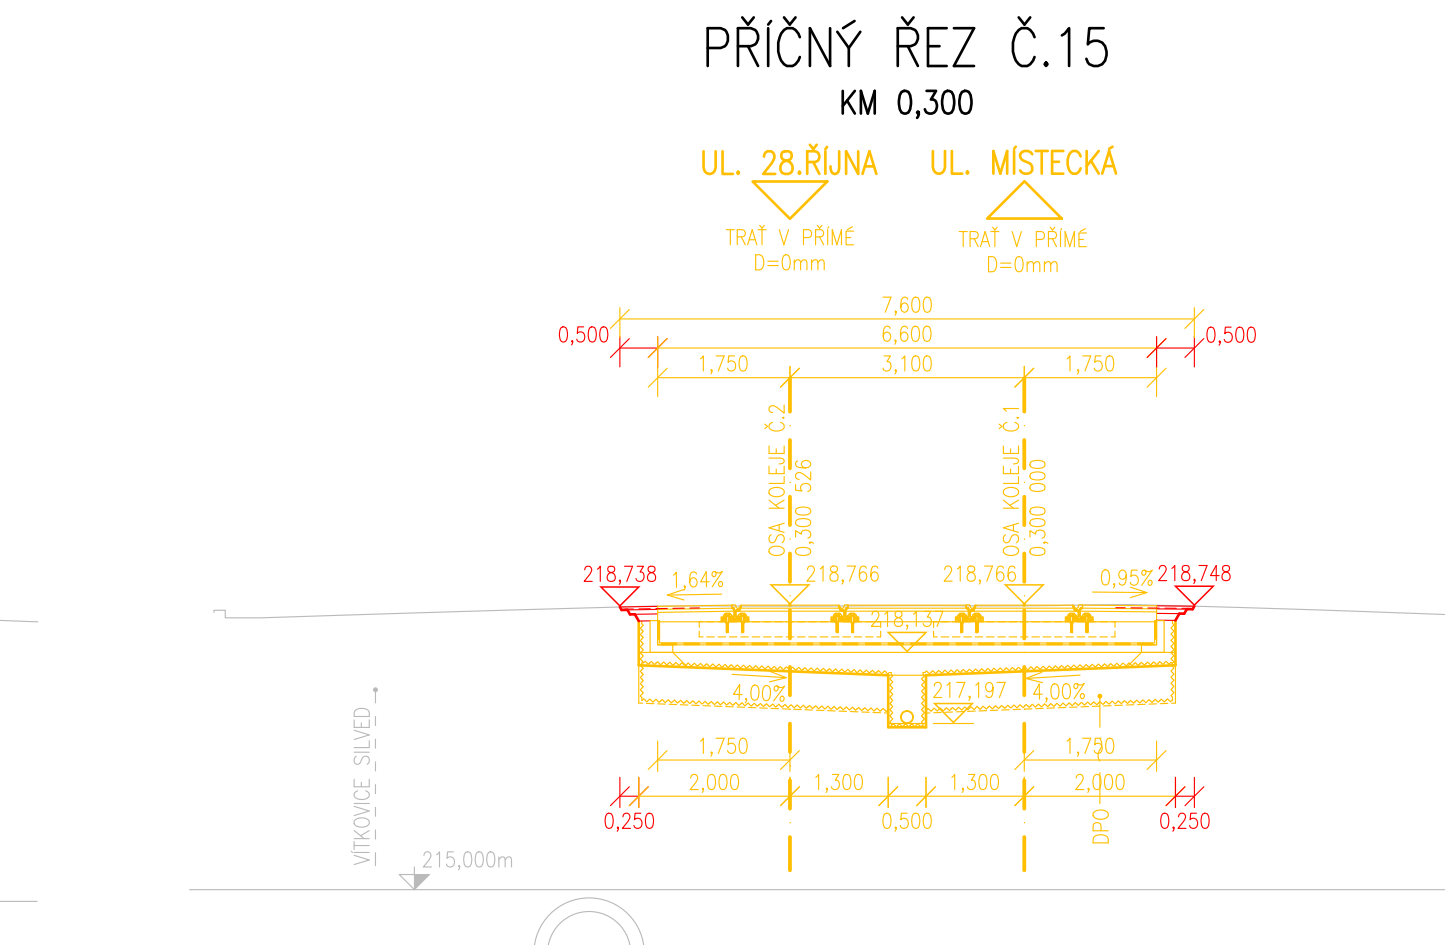 PŘÍČNÝ ŘEZ Č.15
KM 0,300
UL. 28.ŘÍJNA
UL. MÍSTECKÁ
TRAŤ V PŘÍMÉ
D=0mm
TRAŤ V PŘÍMÉ
D=0mm
7,600
0,500
6,600
0,500
1,750
3,100
1,750
OSA KOLEJE Č.2
0,300 526
OSA KOLEJE Č.1
0,300 000
218,738
1,64%
218,766
218,766
0,95%
218,748
218,137
4,00%
217,197
4,00%
VÍTKOVICE SILVED
1,750
1,750
2,000
1,300
1,300
2,000
0,250
0,500
DPO
0,250
215,000m